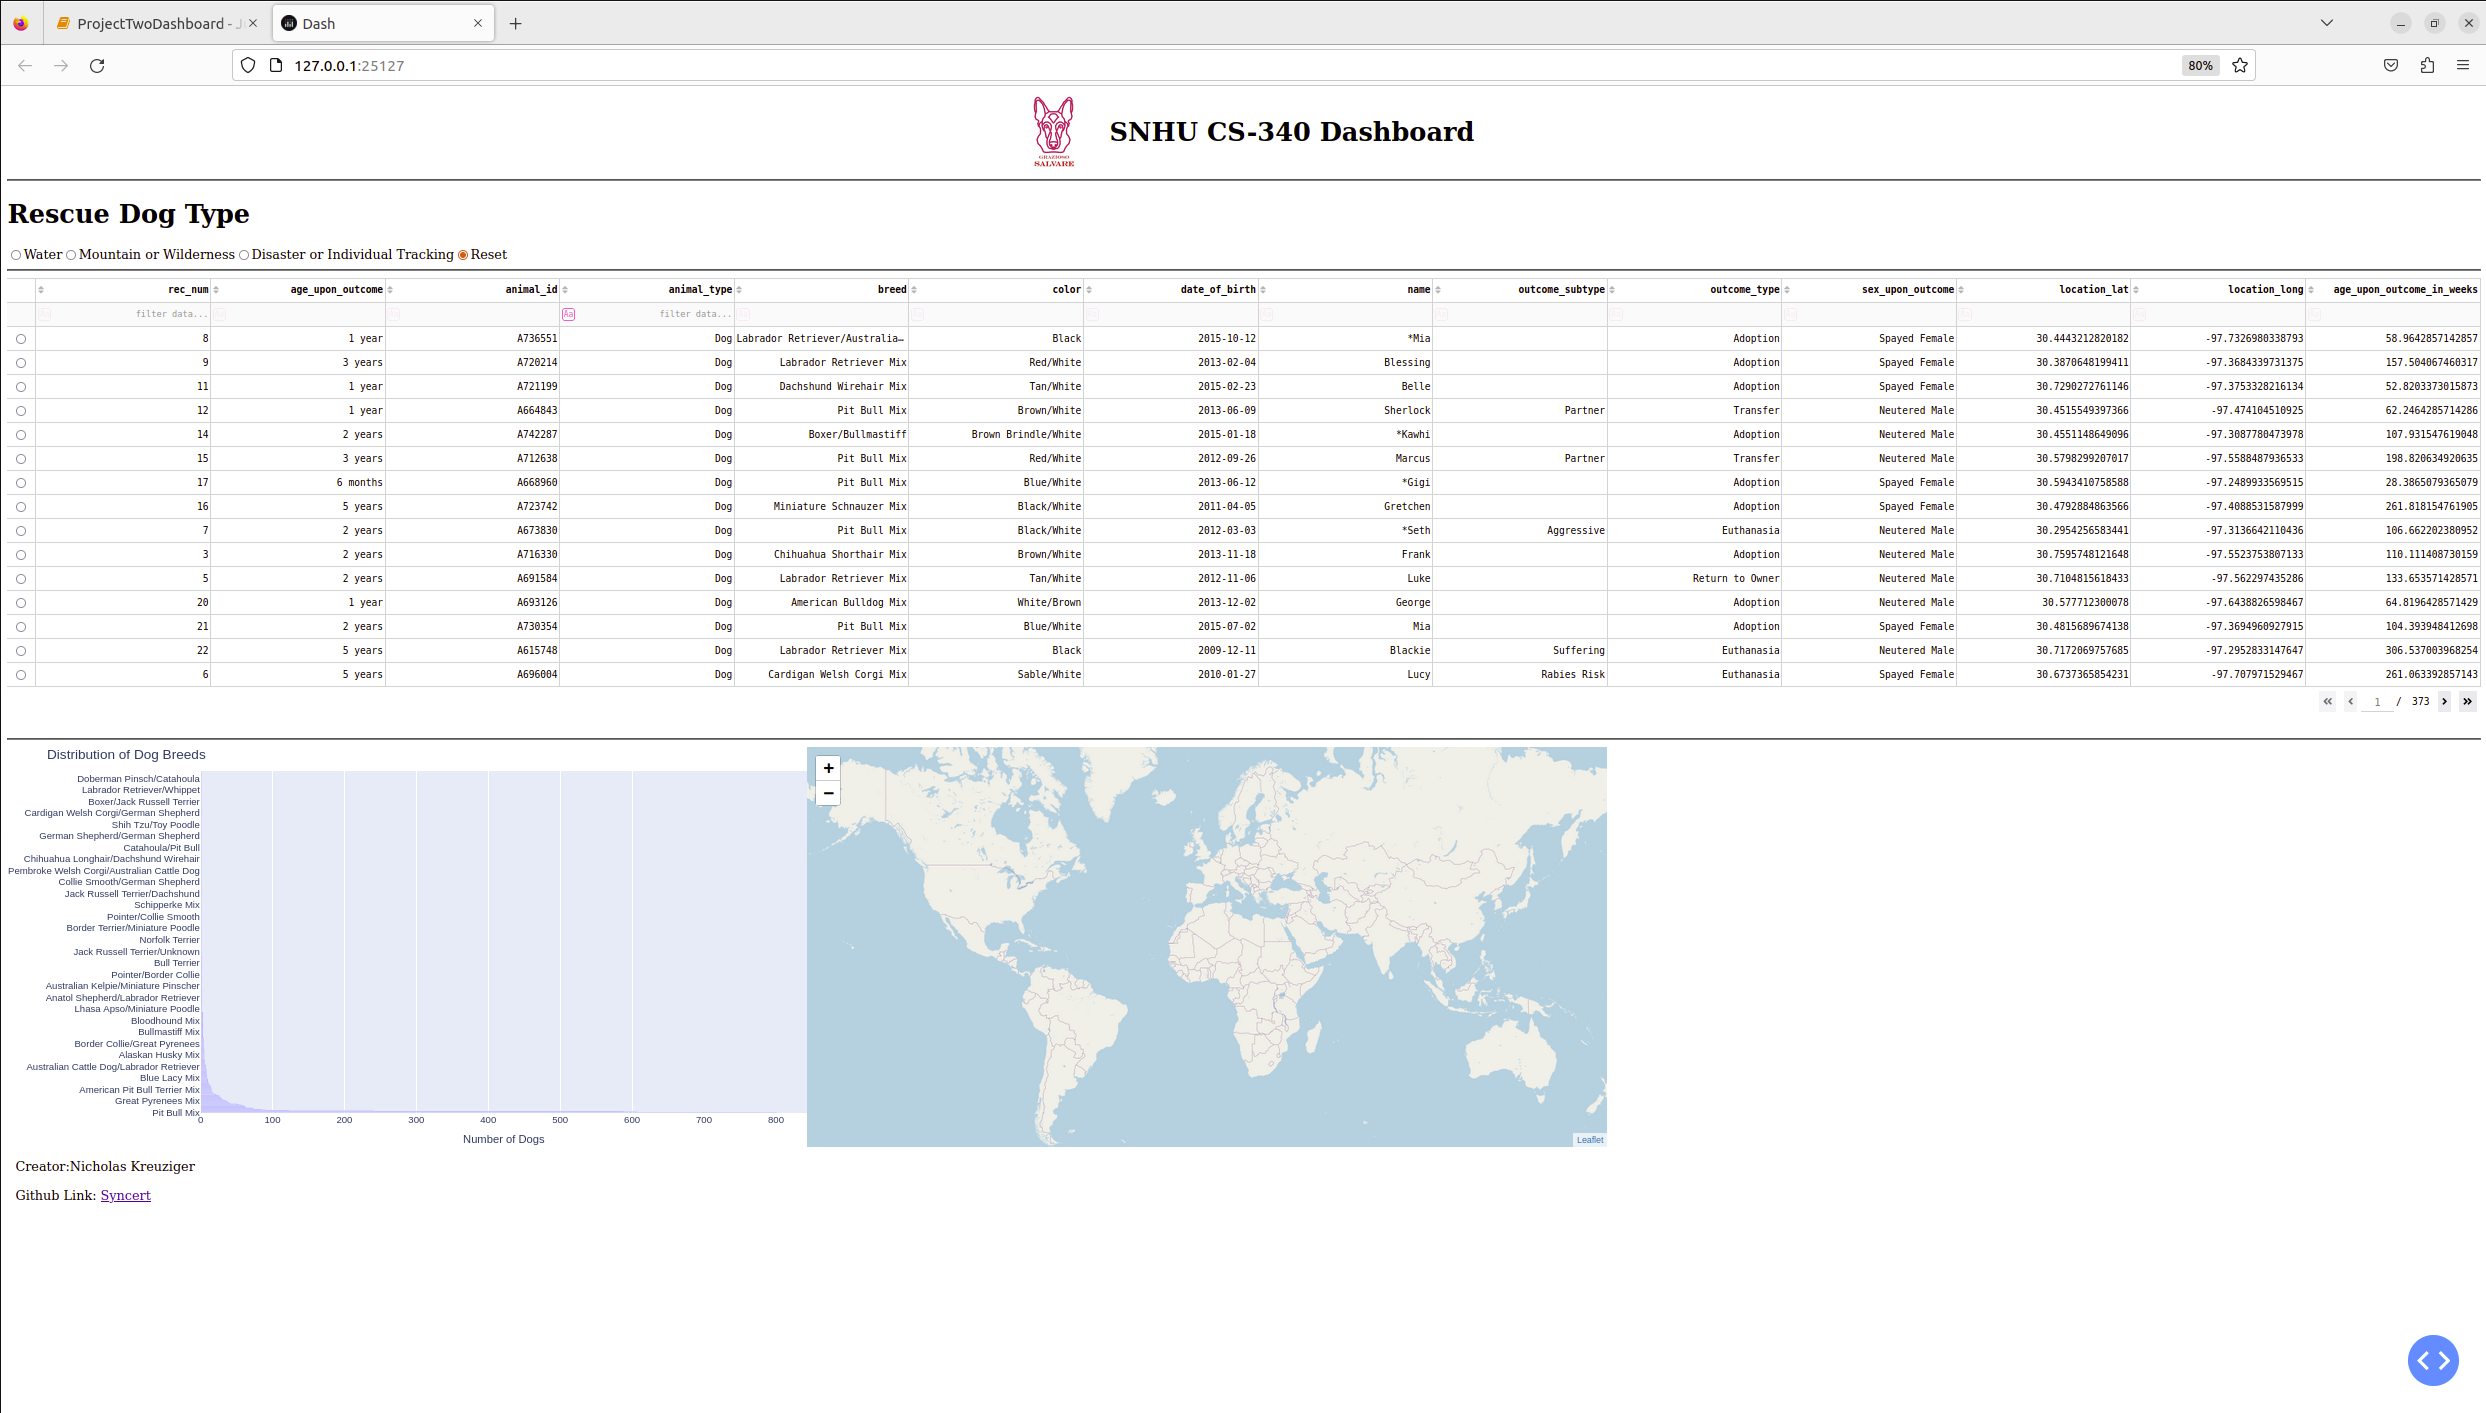 ProjectTwoDashboard - J
Dash
127.0.0.1:25127
80%
GRAZIOSO
SALVARE
SNHU CS-340 Dashboard
Rescue Dog Type
Water Mountain or Wilderness Disaster or Individual Tracking Reset
rec_num age_upon_outcome animal_id animal_type breed color date_of_birth name outcome_subtype outcome_type sex_upon_outcome location_lat location_long age_upon_outcome_in_weeks
filter data... Aa filter data...
8 1 year A736551 Dog Labrador Retriever/Australia… Black 2015-10-12 *Mia Adoption Spayed Female 30.4443212820182 -97.7326980338793 58.9642857142857
9 3 years A720214 Dog Labrador Retriever Mix Red/White 2013-02-04 Blessing Adoption Spayed Female 30.3870648199411 -97.3684339731375 157.504067460317
11 1 year A721199 Dog Dachshund Wirehair Mix Tan/White 2015-02-23 Belle Adoption Spayed Female 30.7290272761146 -97.3753328216134 52.8203373015873
12 1 year A664843 Dog Pit Bull Mix Brown/White 2013-06-09 Sherlock Partner Transfer Neutered Male 30.4515549397366 -97.474104510925 62.2464285714286
14 2 years A742287 Dog Boxer/Bullmastiff Brown Brindle/White 2015-01-18 *Kawhi Adoption Neutered Male 30.4551148649096 -97.3087780473978 107.931547619048
15 3 years A712638 Dog Pit Bull Mix Red/White 2012-09-26 Marcus Partner Transfer Neutered Male 30.5798299207017 -97.5588487936533 198.820634920635
17 6 months A668960 Dog Pit Bull Mix Blue/White 2013-06-12 *Gigi Adoption Spayed Female 30.5943410758588 -97.2489933569515 28.3865079365079
16 5 years A723742 Dog Miniature Schnauzer Mix Black/White 2011-04-05 Gretchen Adoption Spayed Female 30.4792884863566 -97.4088531587999 261.818154761905
7 2 years A673830 Dog Pit Bull Mix Black/White 2012-03-03 *Seth Aggressive Euthanasia Neutered Male 30.2954256583441 -97.3136642110436 106.662202380952
3 2 years A716330 Dog Chihuahua Shorthair Mix Brown/White 2013-11-18 Frank Adoption Neutered Male 30.7595748121648 -97.5523753807133 110.111408730159
5 2 years A691584 Dog Labrador Retriever Mix Tan/White 2012-11-06 Luke Return to Owner Neutered Male 30.7104815618433 -97.562297435286 133.653571428571
20 1 year A693126 Dog American Bulldog Mix White/Brown 2013-12-02 George Adoption Neutered Male 30.577712300078 -97.6438826598467 64.8196428571429
21 2 years A730354 Dog Pit Bull Mix Blue/White 2015-07-02 Mia Adoption Spayed Female 30.4815689674138 -97.3694960927915 104.393948412698
22 5 years A615748 Dog Labrador Retriever Mix Black 2009-12-11 Blackie Suffering Euthanasia Neutered Male 30.7172069757685 -97.2952833147647 306.537003968254
6 5 years A696004 Dog Cardigan Welsh Corgi Mix Sable/White 2010-01-27 Lucy Rabies Risk Euthanasia Spayed Female 30.6737365854231 -97.707971529467 261.063392857143
1 / 373
Distribution of Dog Breeds
Doberman Pinsch/Catahoula
Labrador Retriever/Whippet
Boxer/Jack Russell Terrier
Cardigan Welsh Corgi/German Shepherd
Shih Tzu/Toy Poodle
German Shepherd/German Shepherd
Catahoula/Pit Bull
Chihuahua Longhair/Dachshund Wirehair
Pembroke Welsh Corgi/Australian Cattle Dog
Collie Smooth/German Shepherd
Jack Russell Terrier/Dachshund
Schipperke Mix
Pointer/Collie Smooth
Border Terrier/Miniature Poodle
Norfolk Terrier
Jack Russell Terrier/Unknown
Bull Terrier
Pointer/Border Collie
Australian Kelpie/Miniature Pinscher
Anatol Shepherd/Labrador Retriever
Lhasa Apso/Miniature Poodle
Bloodhound Mix
Bullmastiff Mix
Border Collie/Great Pyrenees
Alaskan Husky Mix
Australian Cattle Dog/Labrador Retriever
Blue Lacy Mix
American Pit Bull Terrier Mix
Great Pyrenees Mix
Pit Bull Mix
0 100 200 300 400 500 600 700 800
Number of Dogs
+
−
Leaflet
Creator:Nicholas Kreuziger
Github Link: Syncert